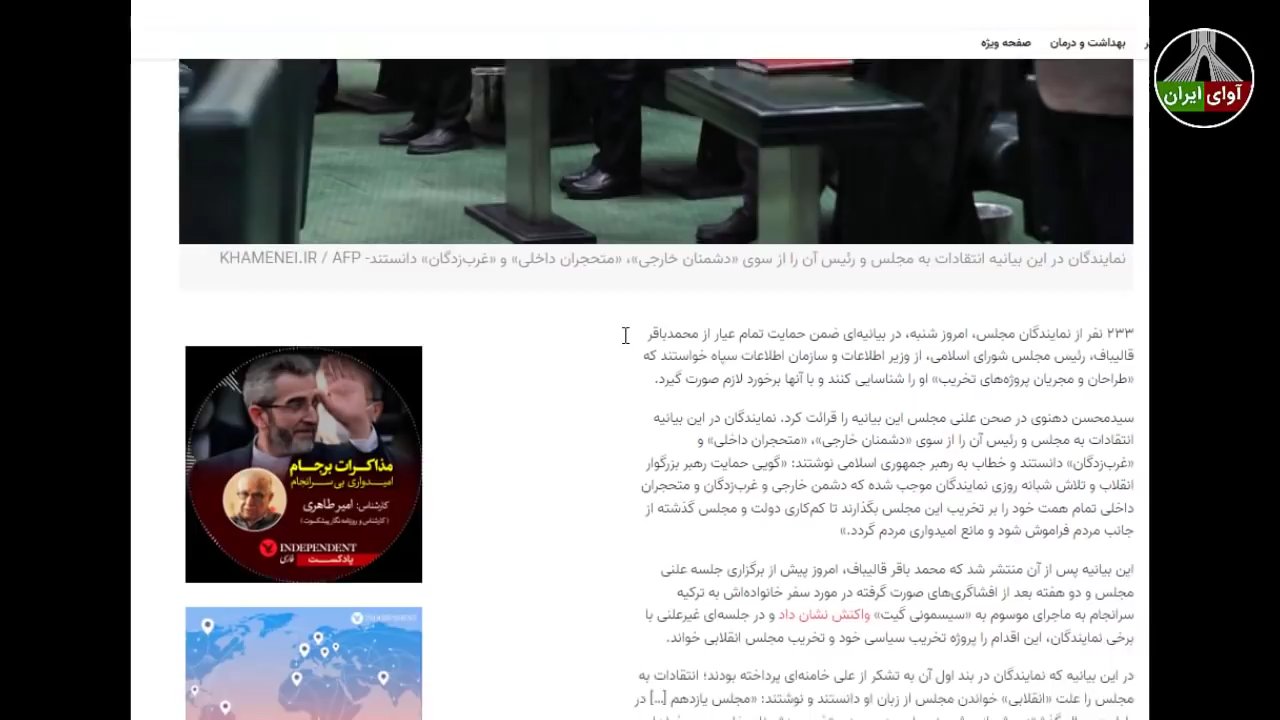 بهداشت و درمان
صفحه ویژه
آوای ایران
نمایندگان در این بیانیه انتقادات به مجلس و رئیس آن را از سوی «دشمنان خارجی»، «متحجران داخلی» و «غرب‌زدگان» دانستند- KHAMENEI.IR / AFP
۲۳۳ نفر از نمایندگان مجلس، امروز شنبه، در بیانیه‌ای ضمن حمایت تمام عیار از محمدباقر
قالیباف، رئیس مجلس شورای اسلامی، از وزیر اطلاعات و سازمان اطلاعات سپاه خواستند که
«طراحان و مجریان پروژه‌های تخریب» او را شناسایی کنند و با آنها برخورد لازم صورت گیرد.
سیدمحسن دهنوی در صحن علنی مجلس این بیانیه را قرائت کرد. نمایندگان در این بیانیه
انتقادات به مجلس و رئیس آن را از سوی «دشمنان خارجی»، «متحجران داخلی» و
«غرب‌زدگان» دانستند و خطاب به رهبر جمهوری اسلامی نوشتند: «گویی حمایت رهبر بزرگوار
انقلاب و تلاش شبانه روزی نمایندگان موجب شده که دشمن خارجی و غرب‌زدگان و متحجران
داخلی تمام همت خود را بر تخریب این مجلس بگذارند تا کم‌کاری دولت و مجلس گذشته از
جانب مردم فراموش شود و مانع امیدواری مردم گردد.»
این بیانیه پس از آن منتشر شد که محمد باقر قالیباف، امروز پیش از برگزاری جلسه علنی
مجلس و دو هفته بعد از افشاگری‌های صورت گرفته در مورد سفر خانواده‌اش به ترکیه
سرانجام به ماجرای موسوم به «سیسمونی گیت» واکنش نشان داد و در جلسه‌ای غیرعلنی با
برخی نمایندگان، این اقدام را پروژه تخریب سیاسی خود و تخریب مجلس انقلابی خواند.
در این بیانیه که نمایندگان در بند اول آن به تشکر از علی خامنه‌ای پرداخته بودند؛ انتقادات به
مجلس را علت «انقلابی» خواندن مجلس از زبان او دانستند و نوشتند: «مجلس یازدهم [...] در
مذاکرات برجام
امیدواری بی‌سرانجام
کارشناس: امیر طاهری
(کارشناس و روزنامه‌نگار پیشکسوت)
INDEPENDENT
فارسی
پادکست
INDEPENDENT